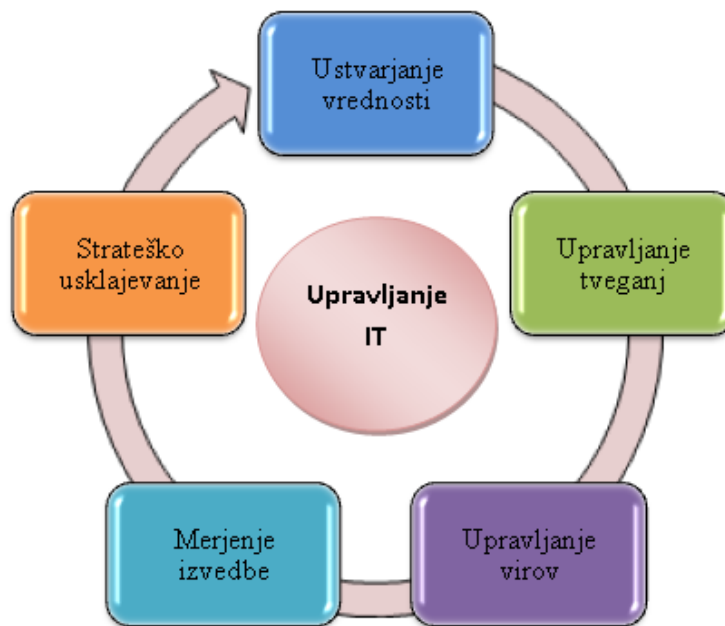 Ustvarjanje
vrednosti
Upravljanje
tveganj
Upravljanje
virov
Merjenje
izvedbe
Strateško
usklajevanje
Upravljanje
IT